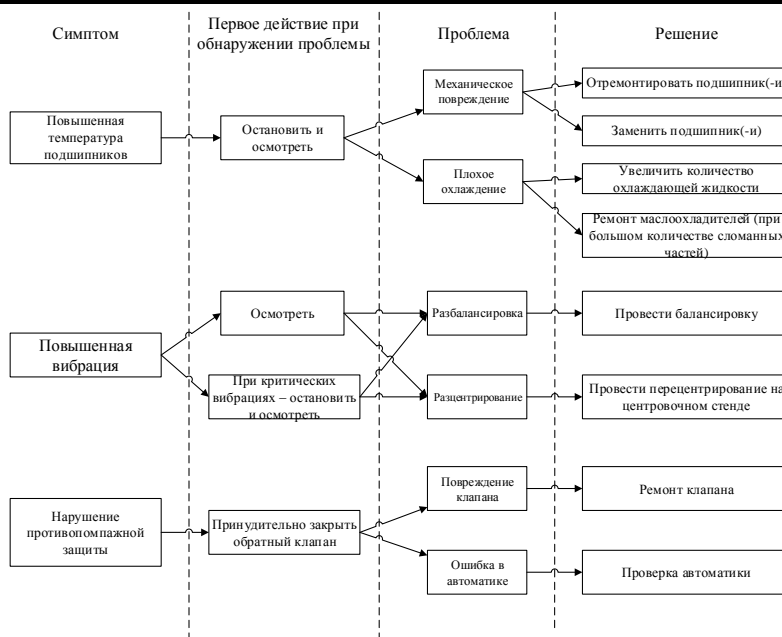 Симптом
Первое действие при
обнаружении проблемы
Проблема
Решение
Повышенная
температура
подшипников
Остановить и
осмотреть
Механическое
повреждение
Отремонтировать подшипник(-и
Заменить подшипник(-и)
Плохое
охлаждение
Увеличить количество
охлаждающей жидкости
Ремонт маслоохладителей (при
большом количестве сломанных
частей)
Повышенная
вибрация
Осмотреть
При критических
вибрациях – остановить
и осмотреть
Разбалансировка
Провести балансировку
Разцентрирование
Провести перецентрирование на
центровочном стенде
Нарушение
противопомпажной
защиты
Принудительно закрыть
обратный клапан
Повреждение
клапана
Ремонт клапана
Ошибка в
автоматике
Проверка автоматики